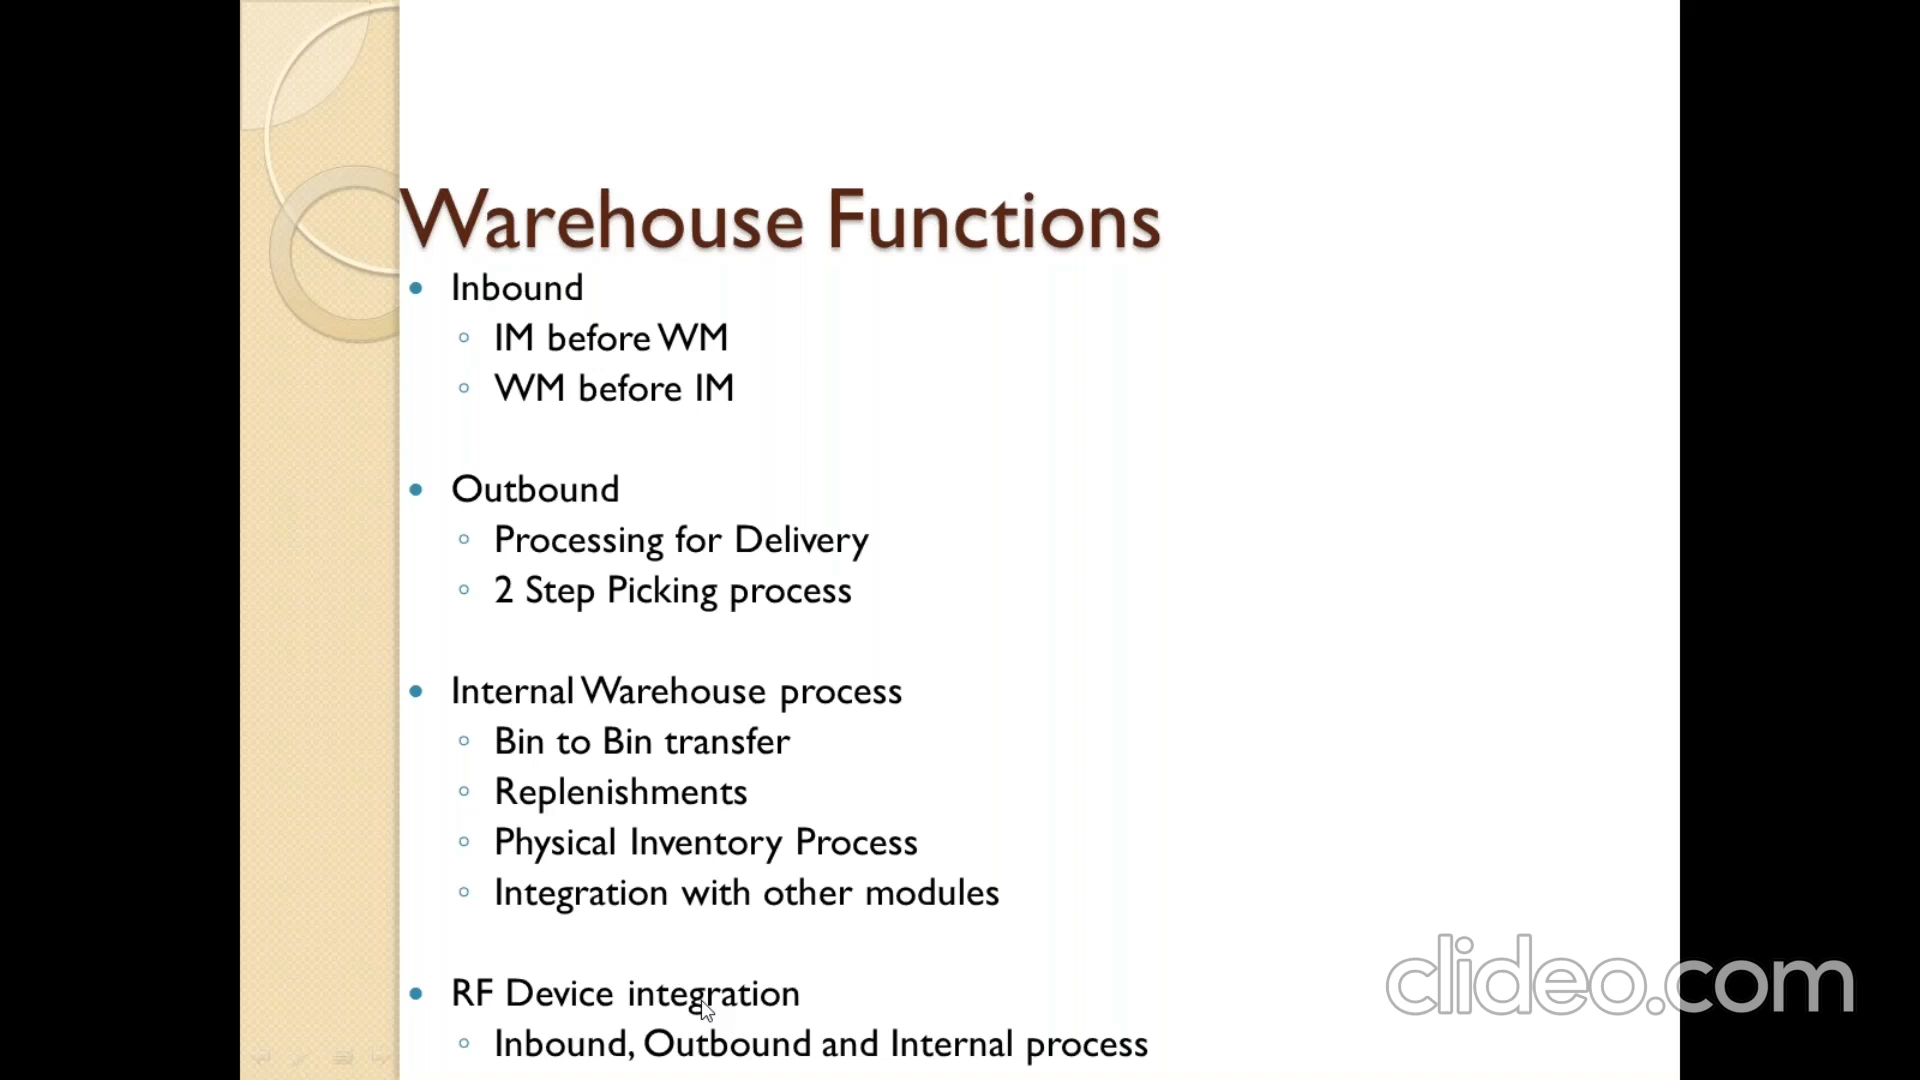 Warehouse Functions
Inbound
IM before WM
WM before IM
Outbound
Processing for Delivery
2 Step Picking process
Internal Warehouse process
Bin to Bin transfer
Replenishments
Physical Inventory Process
Integration with other modules
RF Device integration
Inbound, Outbound and Internal process
clideo.com